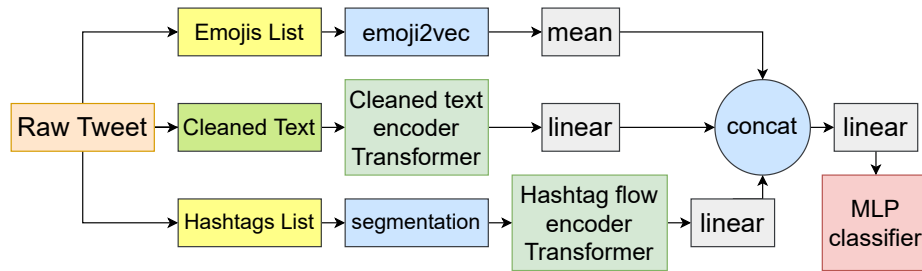 Emojis List
emoji2vec
mean
Raw Tweet
Cleaned Text
Cleaned text
encoder
Transformer
linear
concat
linear
Hashtags List
segmentation
Hashtag flow
encoder
Transformer
linear
MLP
classifier